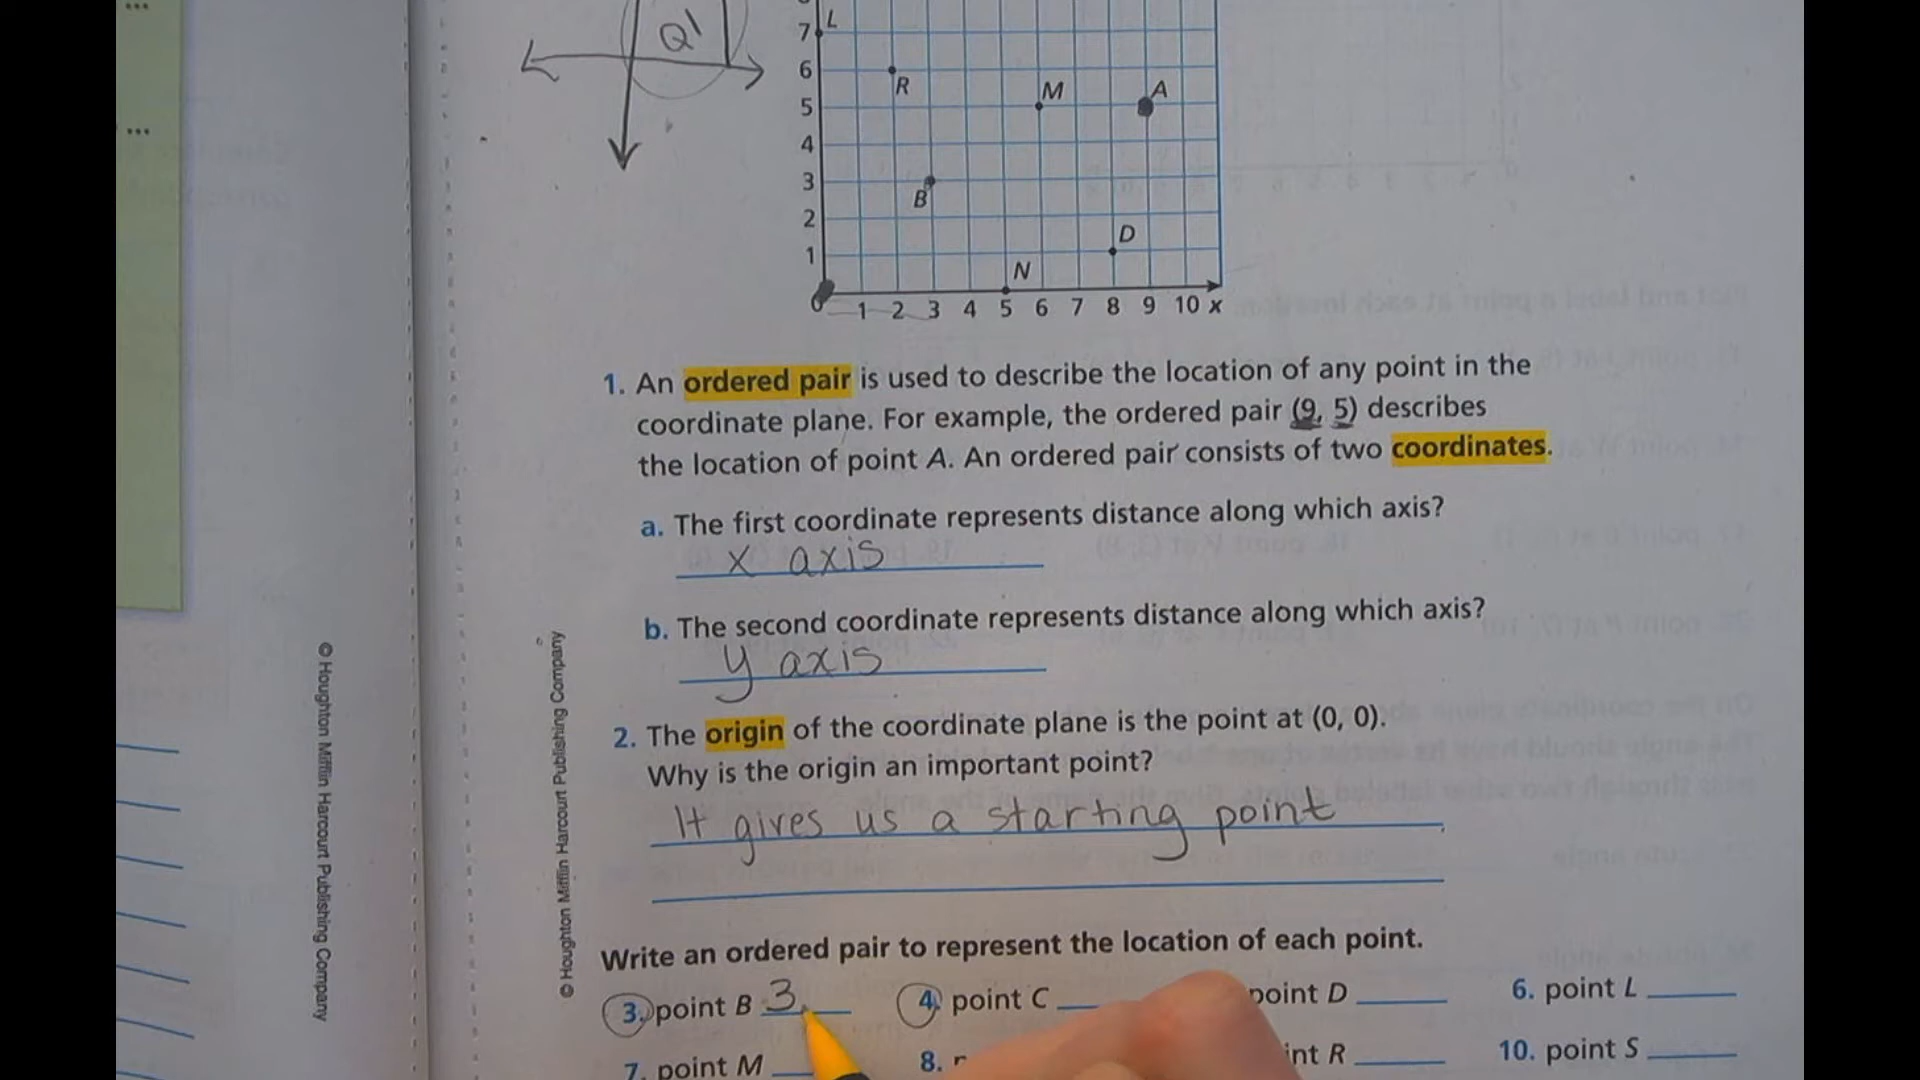 ...
...
Q1
7 L
6
R
M
A
5
4
3
B
2
D
1
N
0 1 2 3 4 5 6 7 8 9 10 x
1. An ordered pair is used to describe the location of any point in the
coordinate plane. For example, the ordered pair (9, 5) describes
the location of point A. An ordered pair consists of two coordinates.
a. The first coordinate represents distance along which axis?
x axis
b. The second coordinate represents distance along which axis?
y axis
2. The origin of the coordinate plane is the point at (0, 0).
Why is the origin an important point?
It gives us a starting point
Write an ordered pair to represent the location of each point.
3. point B 3, 4. point C point D 6. point L
7. point M 8. nt R 10. point S
© Houghton Mifflin Harcourt Publishing Company
© Houghton Mifflin Harcourt Publishing Company